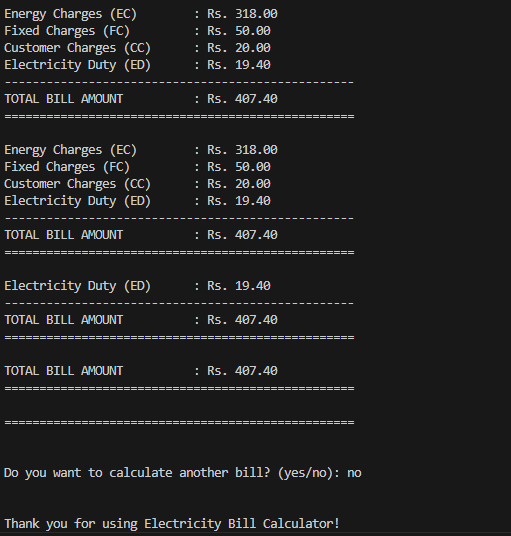 Energy Charges (EC)        : Rs. 318.00
Fixed Charges (FC)         : Rs. 50.00
Customer Charges (CC)      : Rs. 20.00
Electricity Duty (ED)      : Rs. 19.40
--------------------------------------------------
TOTAL BILL AMOUNT          : Rs. 407.40
==================================================
Energy Charges (EC)        : Rs. 318.00
Fixed Charges (FC)         : Rs. 50.00
Customer Charges (CC)      : Rs. 20.00
Electricity Duty (ED)      : Rs. 19.40
--------------------------------------------------
TOTAL BILL AMOUNT          : Rs. 407.40
==================================================
Electricity Duty (ED)      : Rs. 19.40
--------------------------------------------------
TOTAL BILL AMOUNT          : Rs. 407.40
==================================================
TOTAL BILL AMOUNT          : Rs. 407.40
==================================================
==================================================
Do you want to calculate another bill? (yes/no): no
Thank you for using Electricity Bill Calculator!